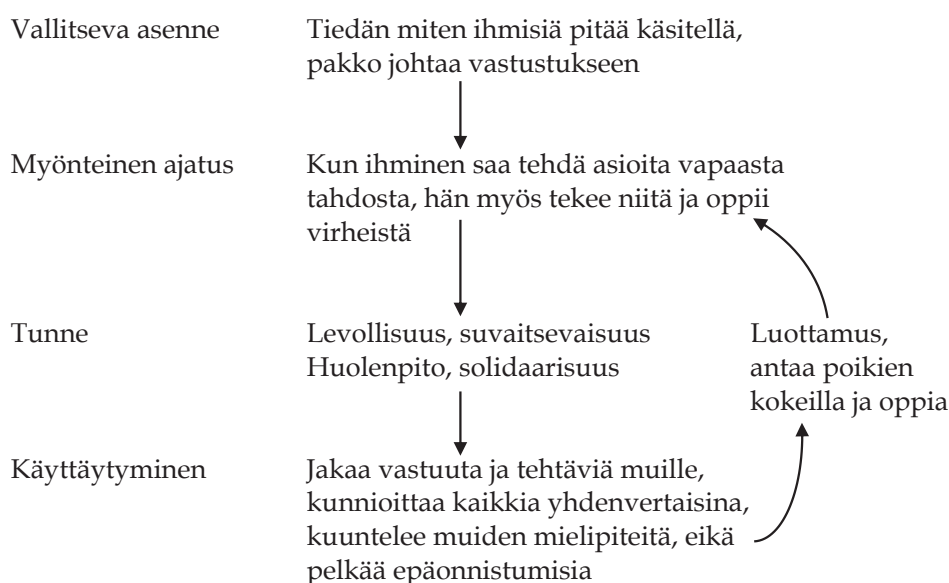 Vallitseva asenne
Tiedän miten ihmisiä pitää käsitellä,
pakko johtaa vastustukseen
Myönteinen ajatus
Kun ihminen saa tehdä asioita vapaasta
tahdosta, hän myös tekee niitä ja oppii
virheistä
Tunne
Levollisuus, suvaitsevaisuus
Huolenpito, solidaarisuus
Luottamus,
antaa poikien
kokeilla ja oppia
Käyttäytyminen
Jakaa vastuuta ja tehtäviä muille,
kunnioittaa kaikkia yhdenvertaisina,
kuuntelee muiden mielipiteitä, eikä
pelkää epäonnistumisia